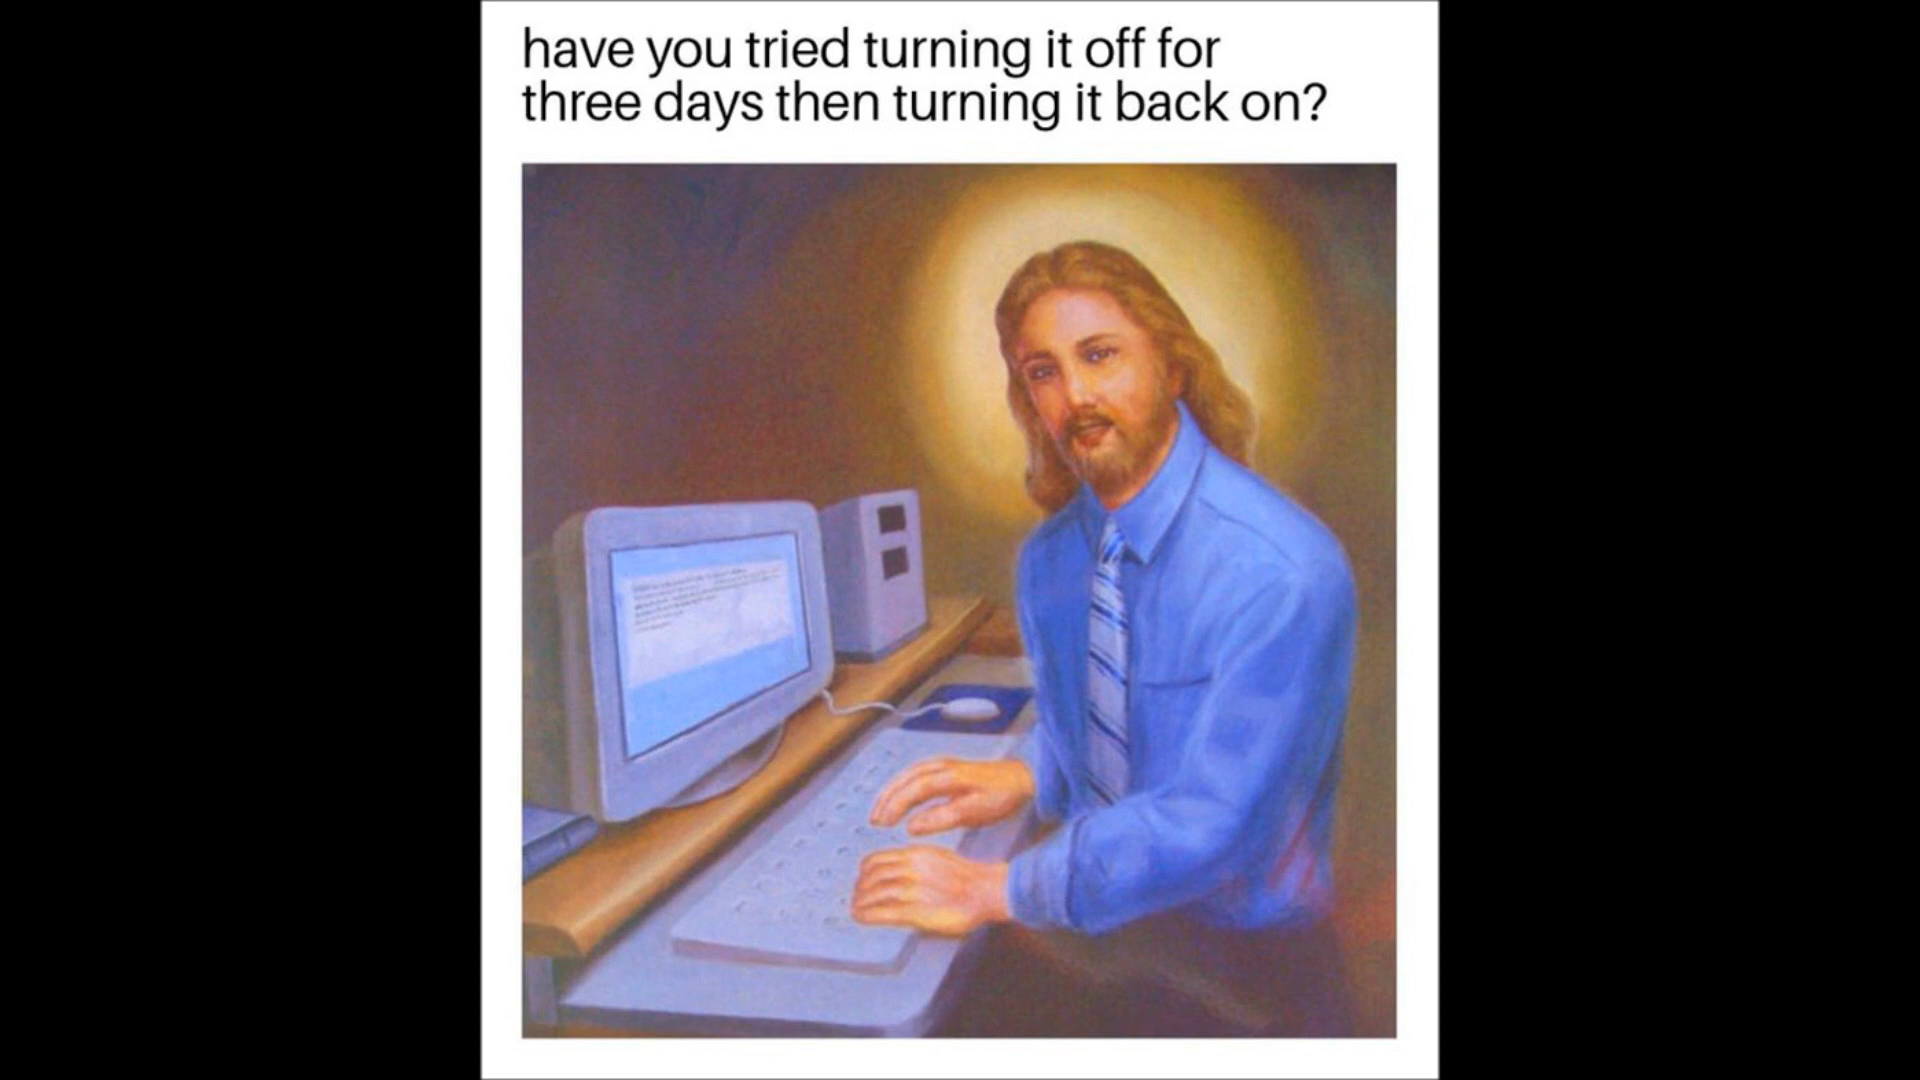 have you tried turning it off for
three days then turning it back on?